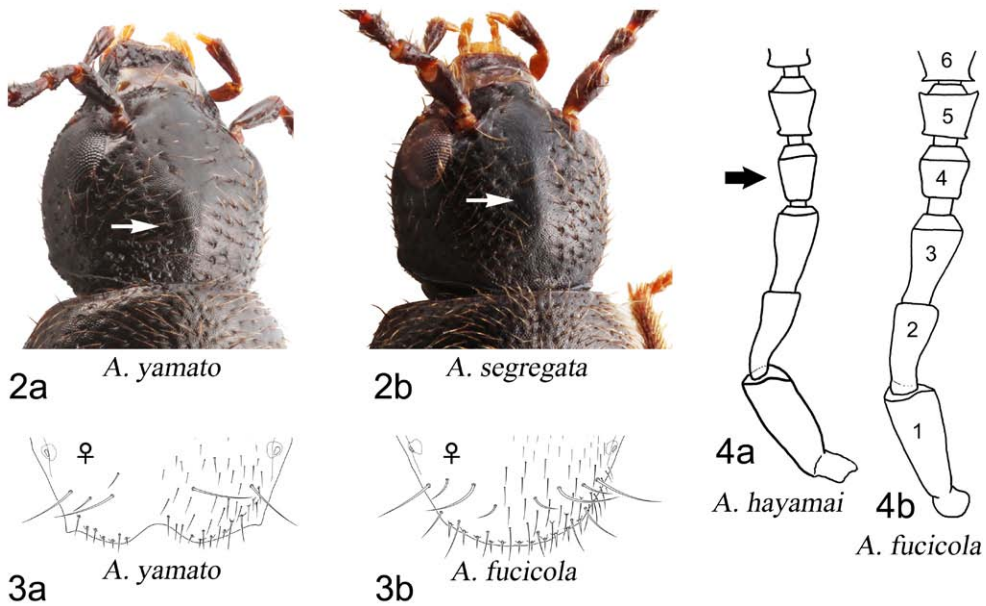 2a
A. yamato
2b
A. segregata
3a
♀
A. yamato
3b
♀
A. fucicola
4a
A. hayamai
6
5
4
3
2
1
4b
A. fucicola